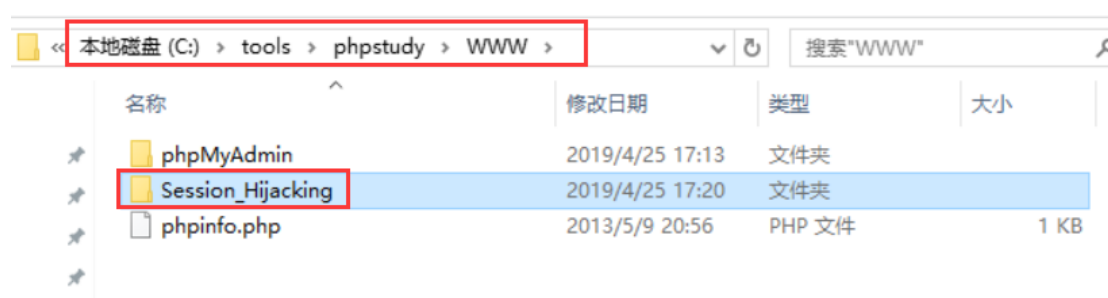 « 本地磁盘 (C:) › tools › phpstudy › WWW › 搜索"WWW"
名称 修改日期 类型 大小
phpMyAdmin 2019/4/25 17:13 文件夹
Session_Hijacking 2019/4/25 17:20 文件夹
phpinfo.php 2013/5/9 20:56 PHP 文件 1 KB